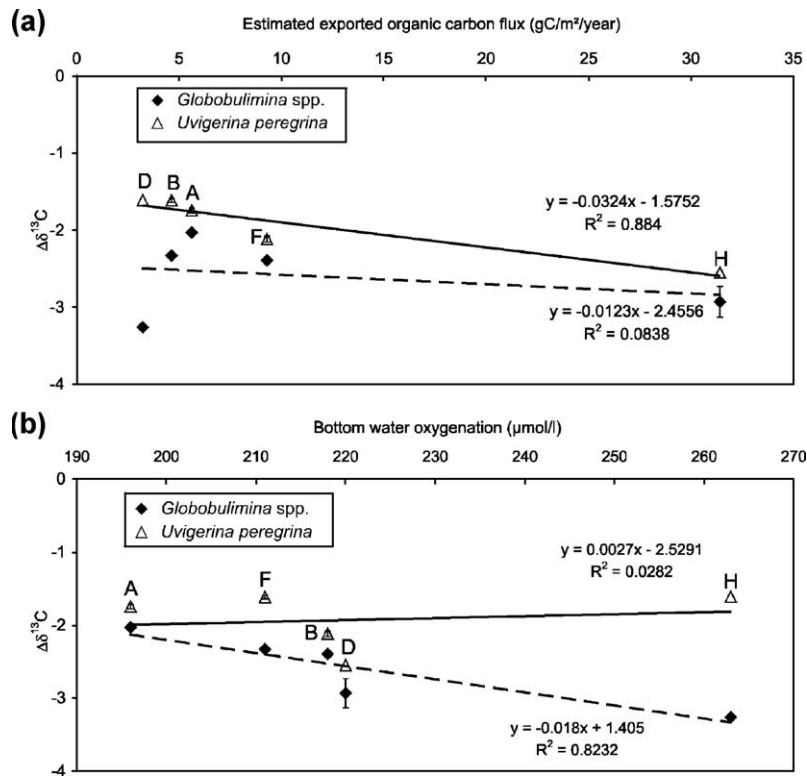 (a)
Estimated exported organic carbon flux (gC/m²/year)
0 5 10 15 20 25 30 35
0
-1
-2
-3
-4
Δδ¹³C
Globobulimina spp.
Uvigerina peregrina
D B A
F
H
y = -0.0324x - 1.5752
R² = 0.884
y = -0.0123x - 2.4556
R² = 0.0838
(b)
Bottom water oxygenation (µmol/l)
190 200 210 220 230 240 250 260 270
0
-1
-2
-3
-4
Δδ¹³C
Globobulimina spp.
Uvigerina peregrina
A
F
B
D
H
y = 0.0027x - 2.5291
R² = 0.0282
y = -0.018x + 1.405
R² = 0.8232